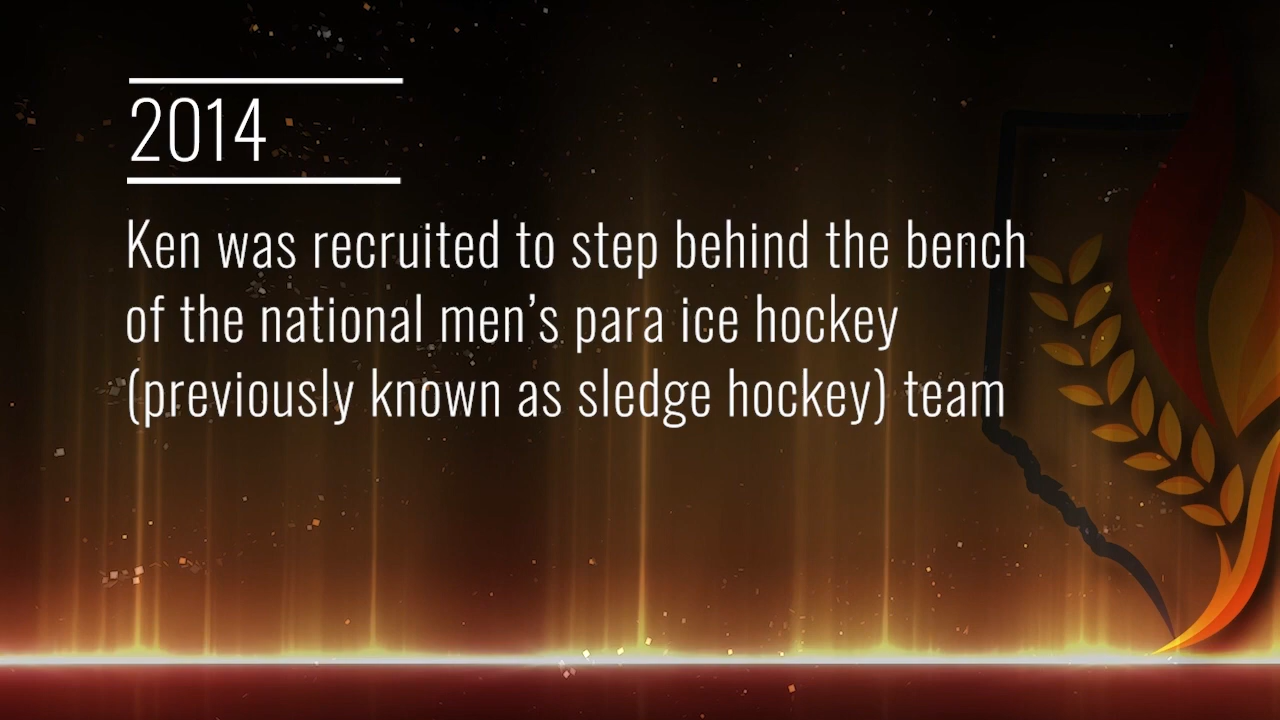 2014
Ken was recruited to step behind the bench
of the national men’s para ice hockey
(previously known as sledge hockey) team